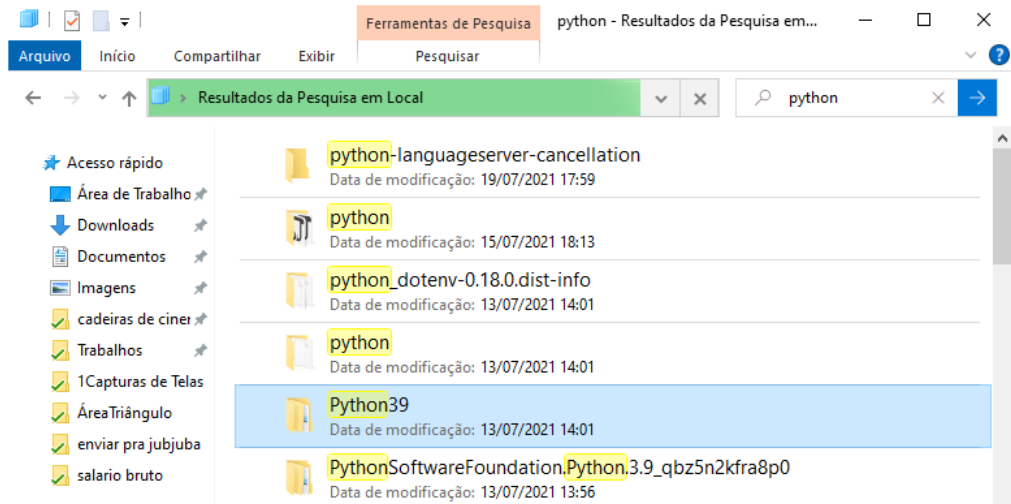 Ferramentas de Pesquisa
python - Resultados da Pesquisa em...
Arquivo
Início
Compartilhar
Exibir
Pesquisar
Resultados da Pesquisa em Local
python
Acesso rápido
Área de Trabalho
Downloads
Documentos
Imagens
cadeiras de ciner
Trabalhos
1Capturas de Telas
ÁreaTriângulo
enviar pra jubjuba
salario bruto
python-languageserver-cancellation
Data de modificação: 19/07/2021 17:59
python
Data de modificação: 15/07/2021 18:13
python_dotenv-0.18.0.dist-info
Data de modificação: 13/07/2021 14:01
python
Data de modificação: 13/07/2021 14:01
Python39
Data de modificação: 13/07/2021 14:01
PythonSoftwareFoundation.Python.3.9_qbz5n2kfra8p0
Data de modificação: 13/07/2021 13:56